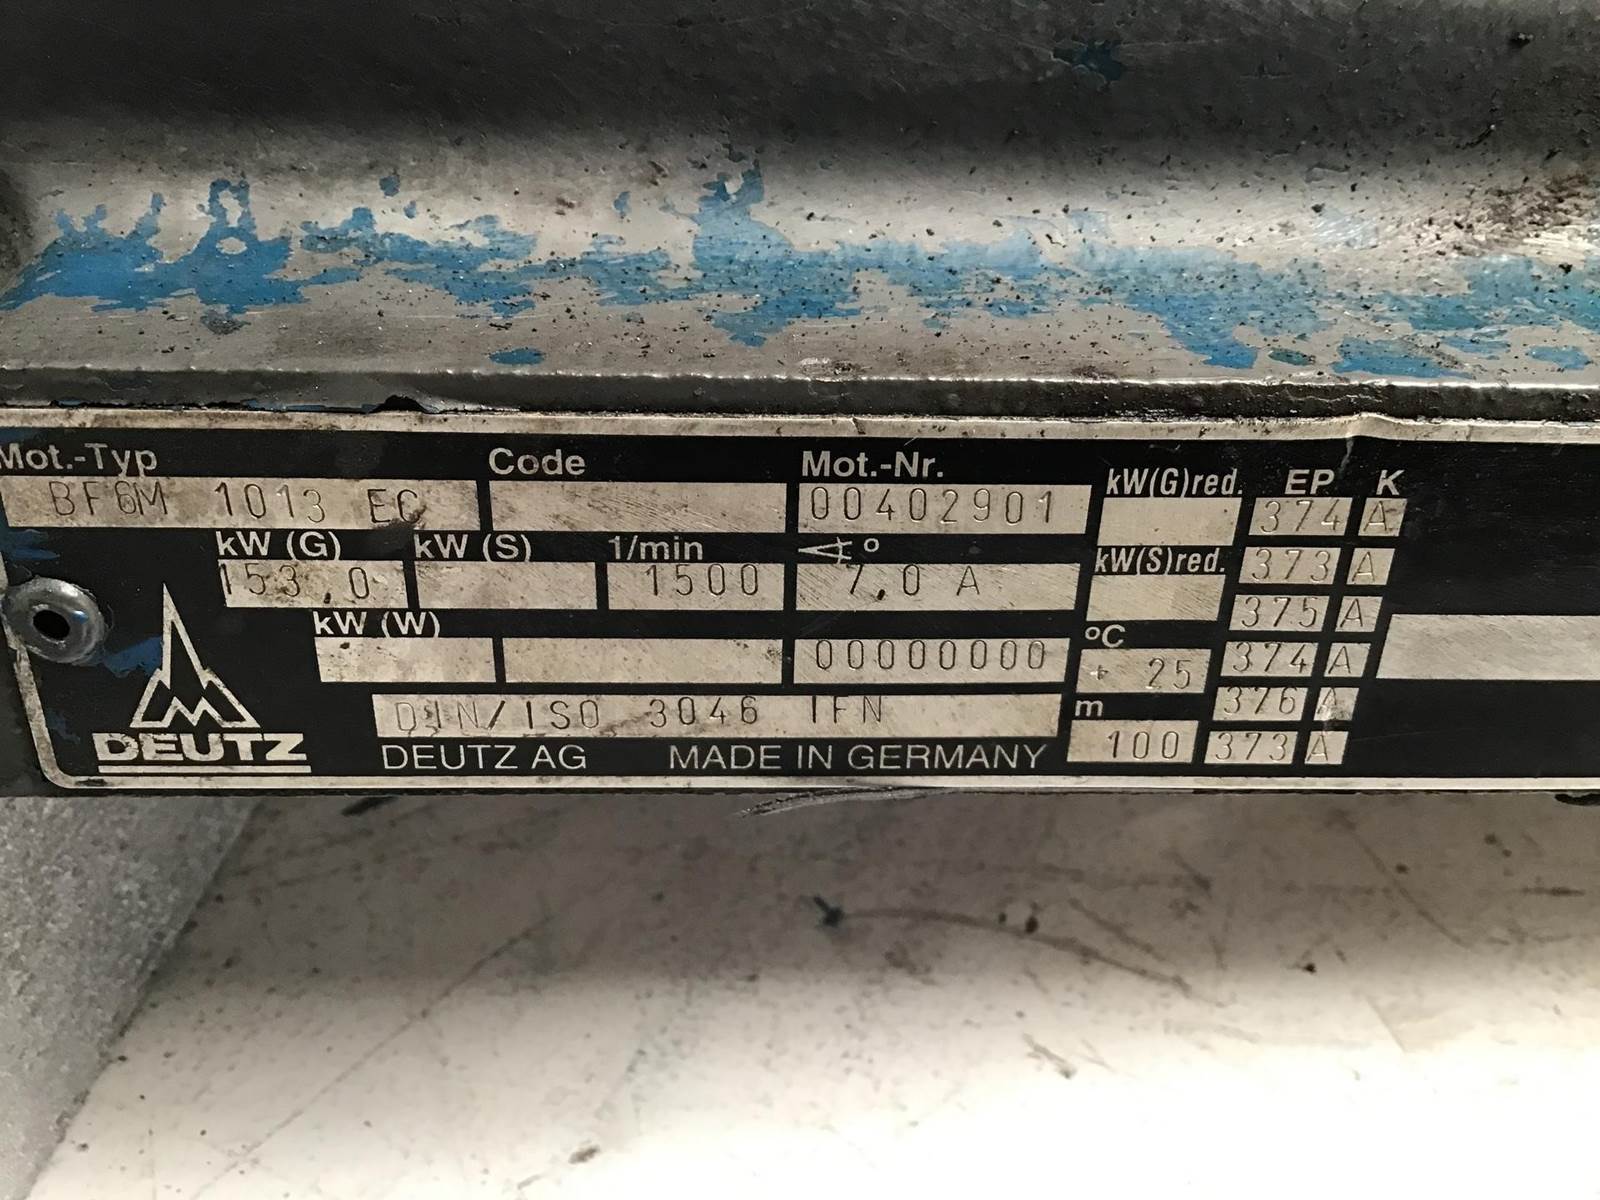 Mot.-Typ Code Mot.-Nr. kW(G)red. EP K
BF6M 1013 EC 00402901 374 A
kW (G) kW (S) 1/min ∢° kW(S)red. 373 A
153,0 1500 7,0 A 375 A
kW (W) °C
00000000 + 25 374 A
DIN/ISO 3046 IFN m 376 A
DEUTZ DEUTZ AG MADE IN GERMANY 100 373 A